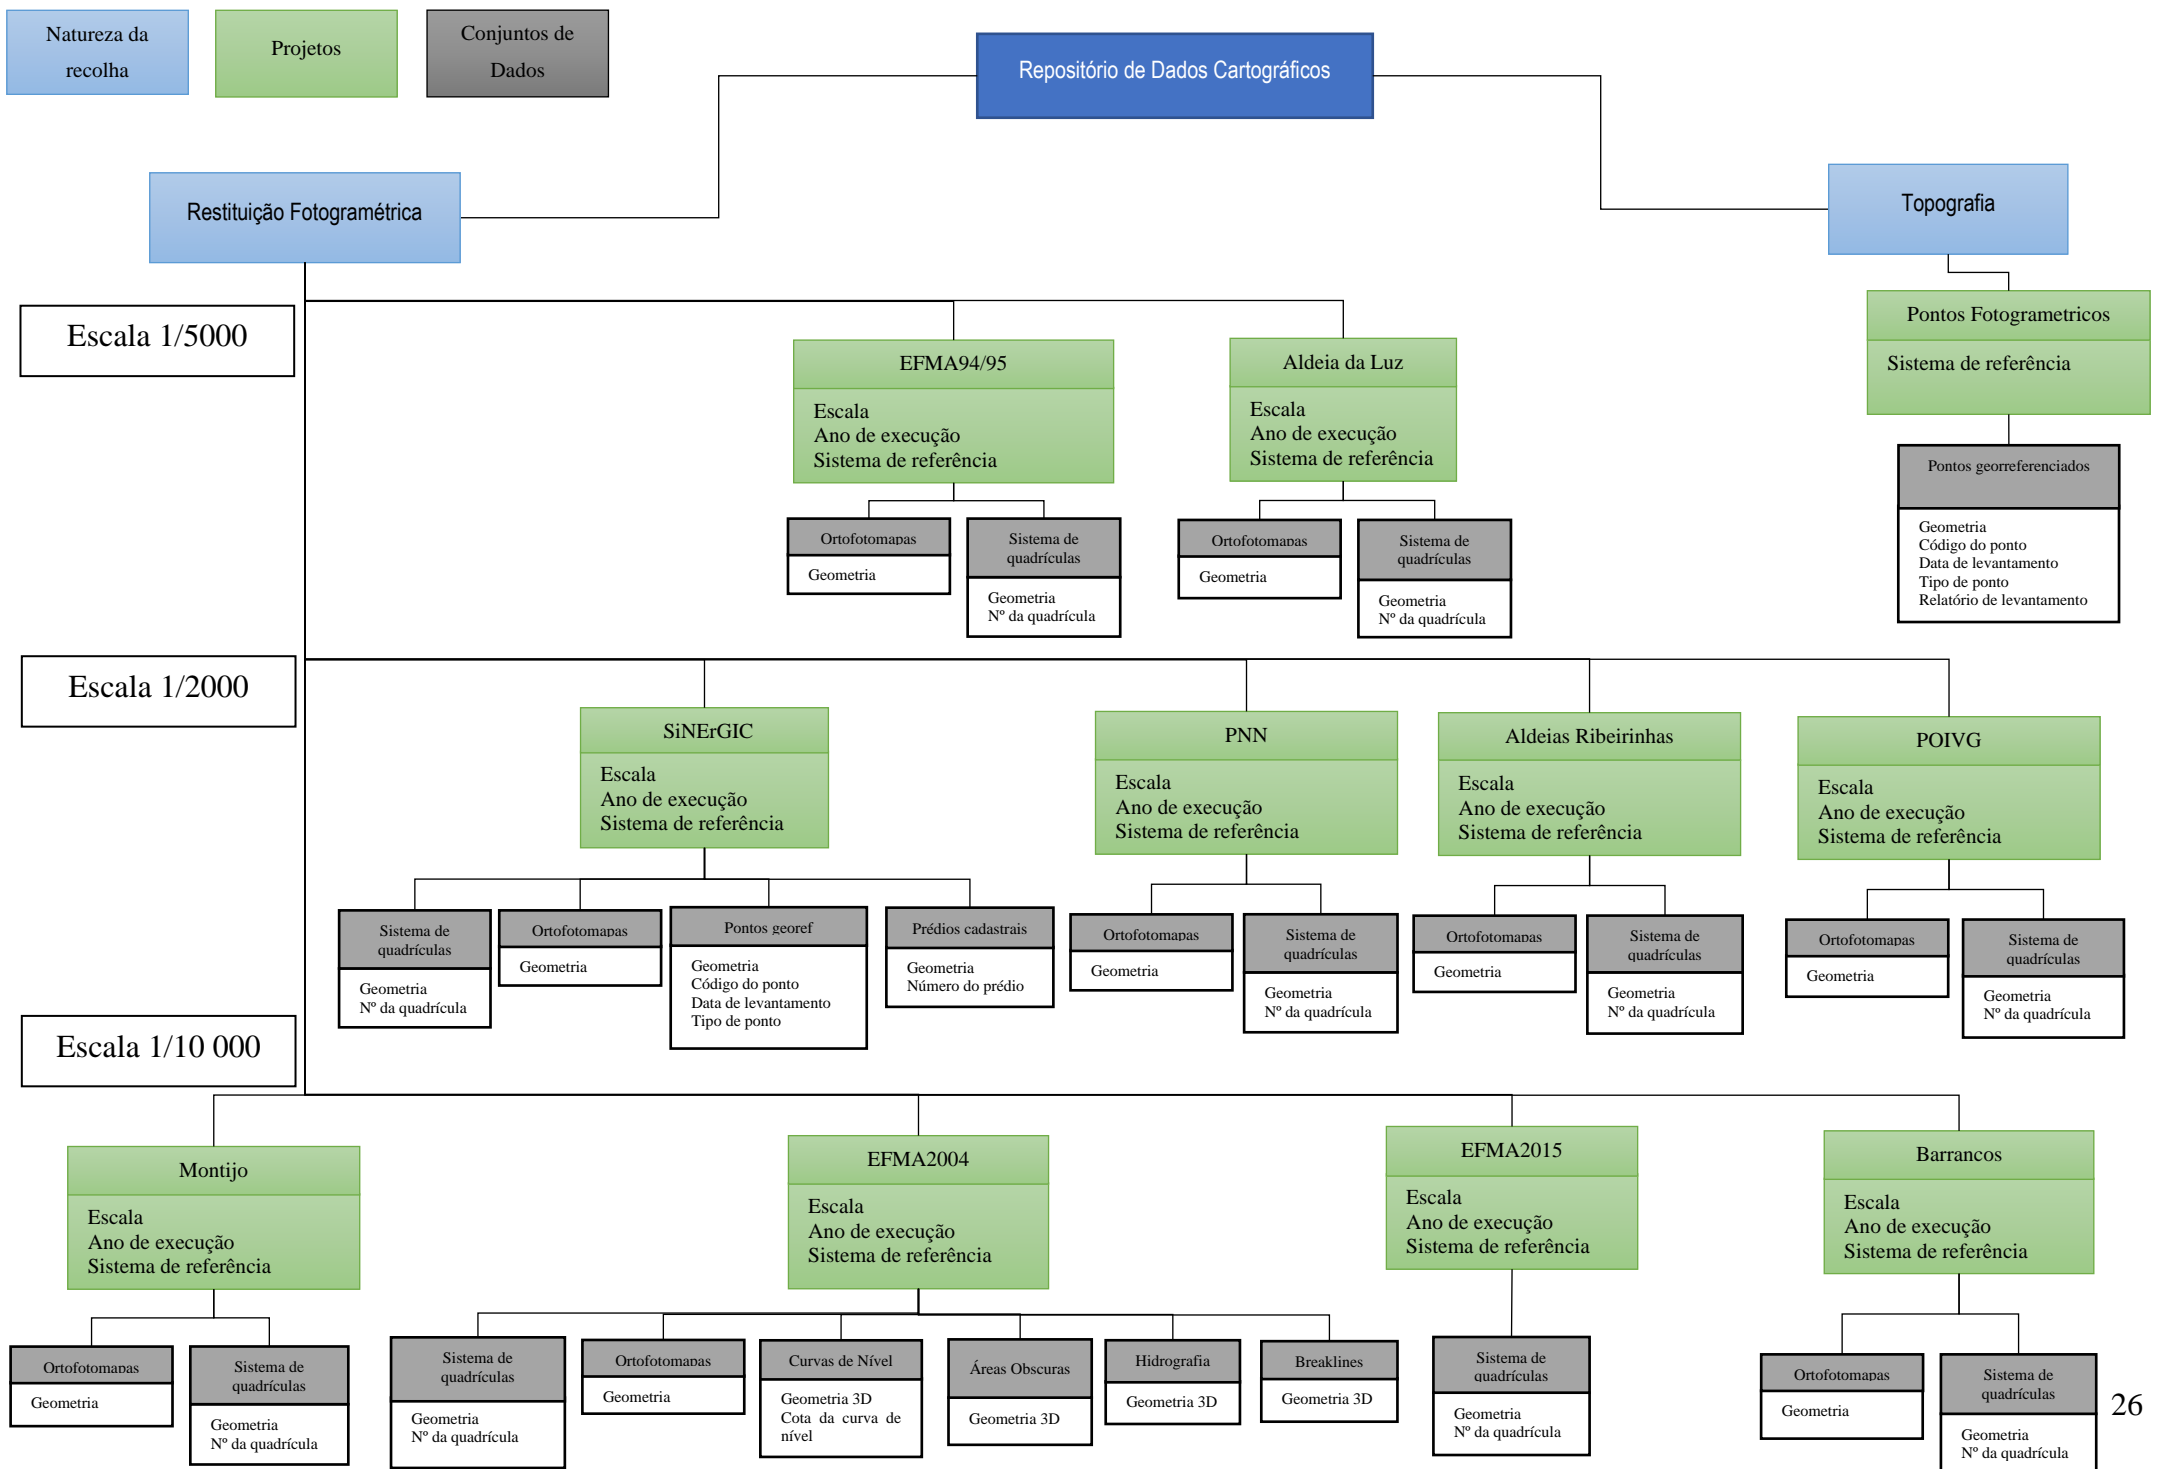 Natureza da
recolha
Projetos
Conjuntos de
Dados
Repositório de Dados Cartográficos
Restituição Fotogramétrica
Topografia
Escala 1/5000
EFMA94/95
Escala
Ano de execução
Sistema de referência
Aldeia da Luz
Escala
Ano de execução
Sistema de referência
Pontos Fotogrametricos
Sistema de referência
Ortofotomapas
Geometria
Sistema de
quadrículas
Geometria
Nº da quadrícula
Ortofotomapas
Geometria
Sistema de
quadrículas
Geometria
Nº da quadrícula
Pontos georreferenciados
Geometria
Código do ponto
Data de levantamento
Tipo de ponto
Relatório de levantamento
Escala 1/2000
SiNErGIC
Escala
Ano de execução
Sistema de referência
PNN
Escala
Ano de execução
Sistema de referência
Aldeias Ribeirinhas
Escala
Ano de execução
Sistema de referência
POIVG
Escala
Ano de execução
Sistema de referência
Sistema de
quadrículas
Geometria
Nº da quadrícula
Ortofotomapas
Geometria
Pontos georef
Geometria
Código do ponto
Data de levantamento
Tipo de ponto
Prédios cadastrais
Geometria
Número do prédio
Ortofotomapas
Geometria
Sistema de
quadrículas
Geometria
Nº da quadrícula
Ortofotomapas
Geometria
Sistema de
quadrículas
Geometria
Nº da quadrícula
Ortofotomapas
Geometria
Sistema de
quadrículas
Geometria
Nº da quadrícula
Escala 1/10 000
Montijo
Escala
Ano de execução
Sistema de referência
EFMA2004
Escala
Ano de execução
Sistema de referência
EFMA2015
Escala
Ano de execução
Sistema de referência
Barrancos
Escala
Ano de execução
Sistema de referência
Ortofotomapas
Geometria
Sistema de
quadrículas
Geometria
Nº da quadrícula
Sistema de
quadrículas
Geometria
Nº da quadrícula
Ortofotomapas
Geometria
Curvas de Nível
Geometria 3D
Cota da curva de
nível
Áreas Obscuras
Geometria 3D
Hidrografia
Geometria 3D
Breaklines
Geometria 3D
Sistema de
quadrículas
Geometria
Nº da quadrícula
Ortofotomapas
Geometria
Sistema de
quadrículas
Geometria
Nº da quadrícula
26